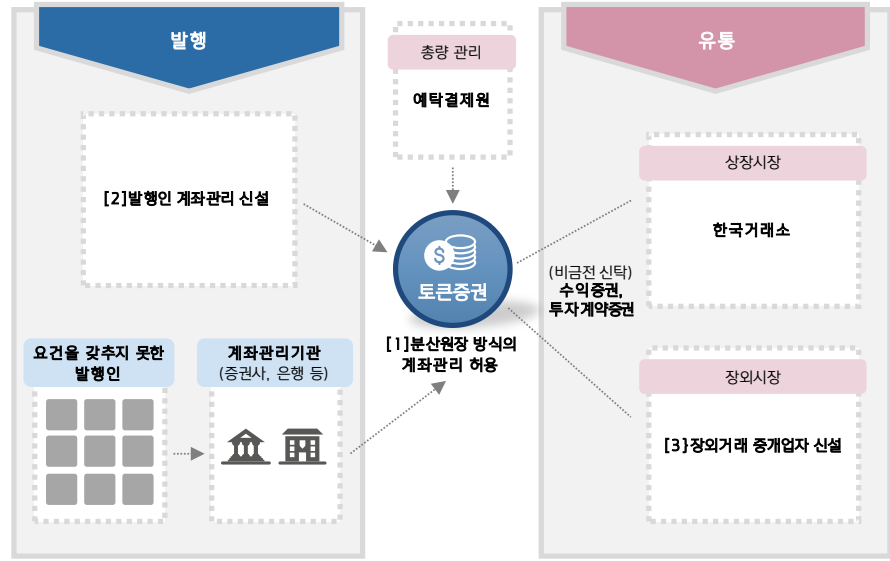 발행
[2]발행인 계좌관리 신설
요건을 갖추지 못한
발행인
계좌관리기관
(증권사, 은행 등)
총량 관리
예탁결제원
$
토큰증권
[1]분산원장 방식의
계좌관리 허용
유통
(비금전 신탁)
수익증권,
투자계약증권
상장시장
한국거래소
장외시장
[3}장외거래 중개업자 신설